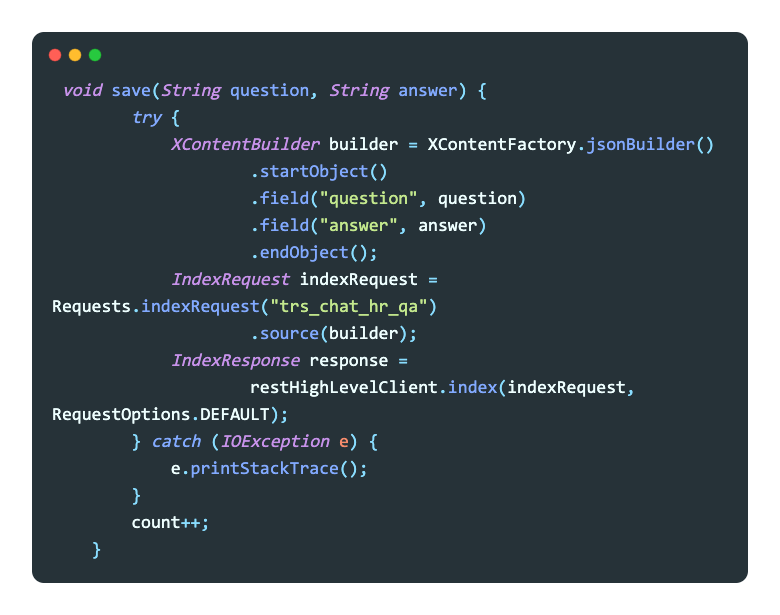 void save(String question, String answer) {
try {
XContentBuilder builder = XContentFactory.jsonBuilder()
.startObject()
.field("question", question)
.field("answer", answer)
.endObject();
IndexRequest indexRequest =
Requests.indexRequest("trs_chat_hr_qa")
.source(builder);
IndexResponse response =
restHighLevelClient.index(indexRequest,
RequestOptions.DEFAULT);
} catch (IOException e) {
e.printStackTrace();
}
count++;
}